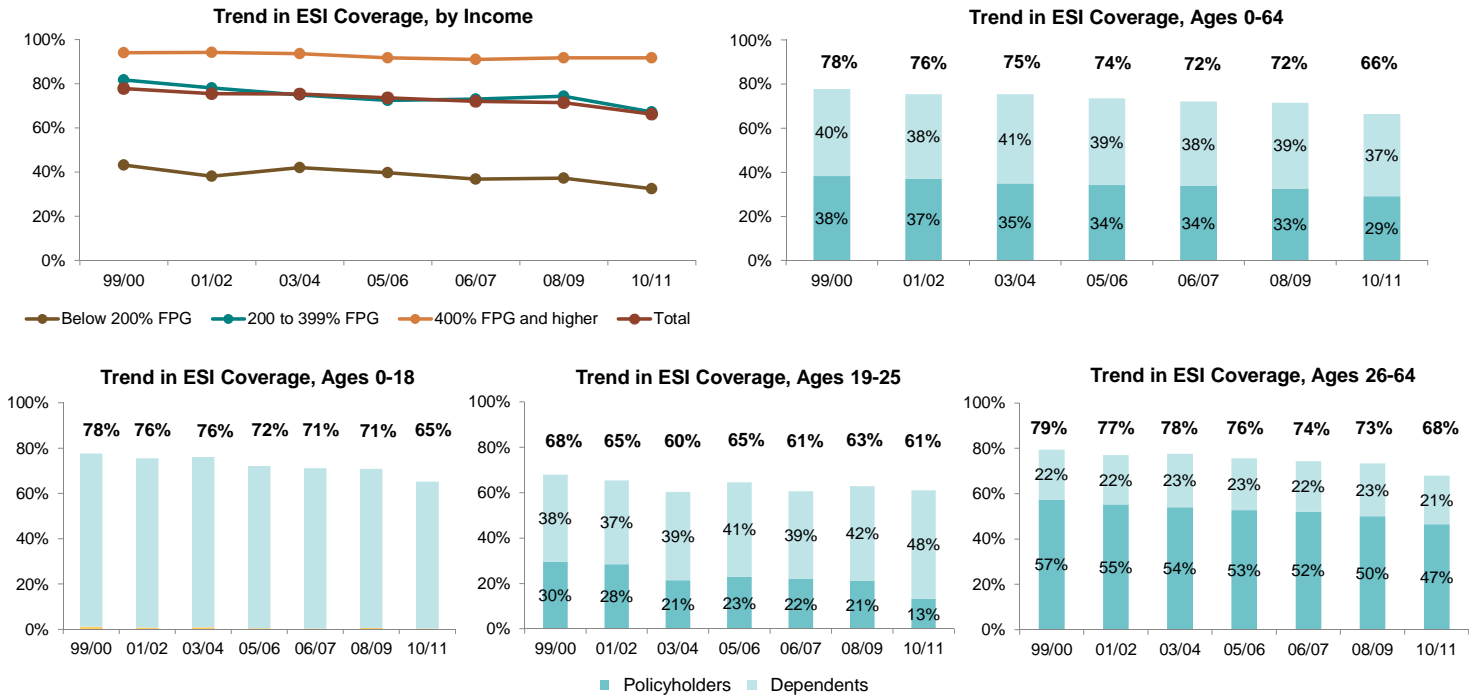 Trend in ESI Coverage, by Income
100%
80%
60%
40%
20%
0%
99/00 01/02 03/04 05/06 06/07 08/09 10/11
Below 200% FPG 200 to 399% FPG 400% FPG and higher Total
Trend in ESI Coverage, Ages 0-64
100%
80%
60%
40%
20%
0%
78% 76% 75% 74% 72% 72% 66%
40% 38% 41% 39% 38% 39% 37%
38% 37% 35% 34% 34% 33% 29%
99/00 01/02 03/04 05/06 06/07 08/09 10/11
Trend in ESI Coverage, Ages 0-18
100%
80%
60%
40%
20%
0%
78% 76% 76% 72% 71% 71% 65%
99/00 01/02 03/04 05/06 06/07 08/09 10/11
Trend in ESI Coverage, Ages 19-25
100%
80%
60%
40%
20%
0%
68% 65% 60% 65% 61% 63% 61%
38% 37% 39% 41% 39% 42% 48%
30% 28% 21% 23% 22% 21% 13%
99/00 01/02 03/04 05/06 06/07 08/09 10/11
Trend in ESI Coverage, Ages 26-64
100%
80%
60%
40%
20%
0%
79% 77% 78% 76% 74% 73% 68%
22% 22% 23% 23% 22% 23% 21%
57% 55% 54% 53% 52% 50% 47%
99/00 01/02 03/04 05/06 06/07 08/09 10/11
Policyholders Dependents